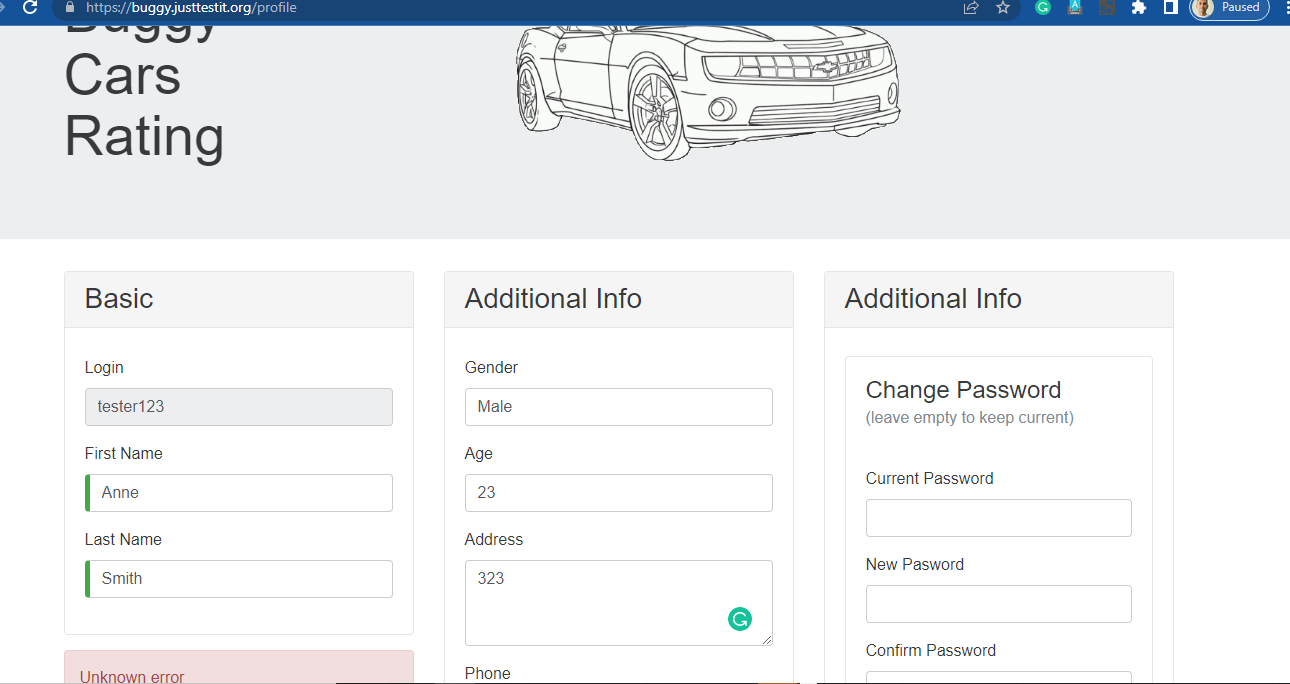 https://buggy.justtestit.org/profile
Paused
Buggy
Cars
Rating
Basic
Login
tester123
First Name
Anne
Last Name
Smith
Unknown error
Additional Info
Gender
Male
Age
23
Address
323
Phone
Additional Info
Change Password
(leave empty to keep current)
Current Password
New Pasword
Confirm Password